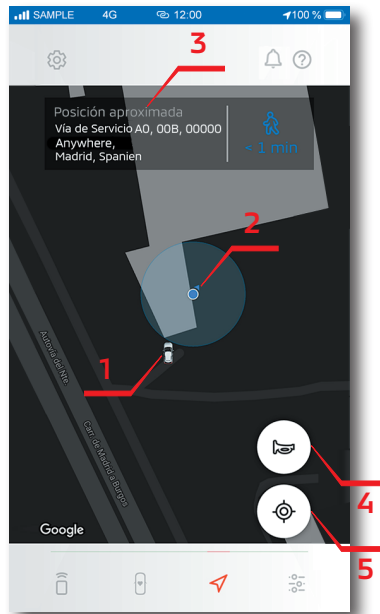 SAMPLE 4G 12:00 100 %
3
Posición aproximada
Vía de Servicio A0, 00B, 00000
Anywhere,
Madrid, Spanien
< 1 min
2
1
Autovía del Nte.
Carr. de Madrid a Burgos
4
Google
5